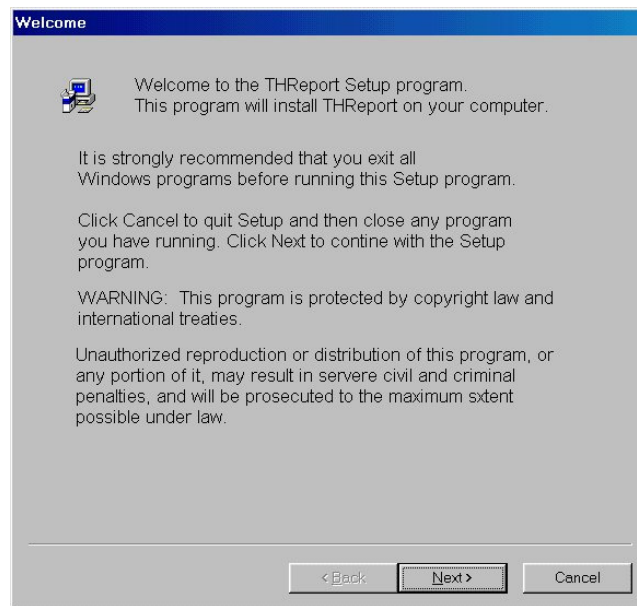 Welcome
Welcome to the THReport Setup program.
This program will install THReport on your computer.
It is strongly recommended that you exit all
Windows programs before running this Setup program.
Click Cancel to quit Setup and then close any program
you have running. Click Next to contine with the Setup
program.
WARNING: This program is protected by copyright law and
international treaties.
Unauthorized reproduction or distribution of this program, or
any portion of it, may result in servere civil and criminal
penalties, and will be prosecuted to the maximum sxtent
possible under law.
< Back Next > Cancel